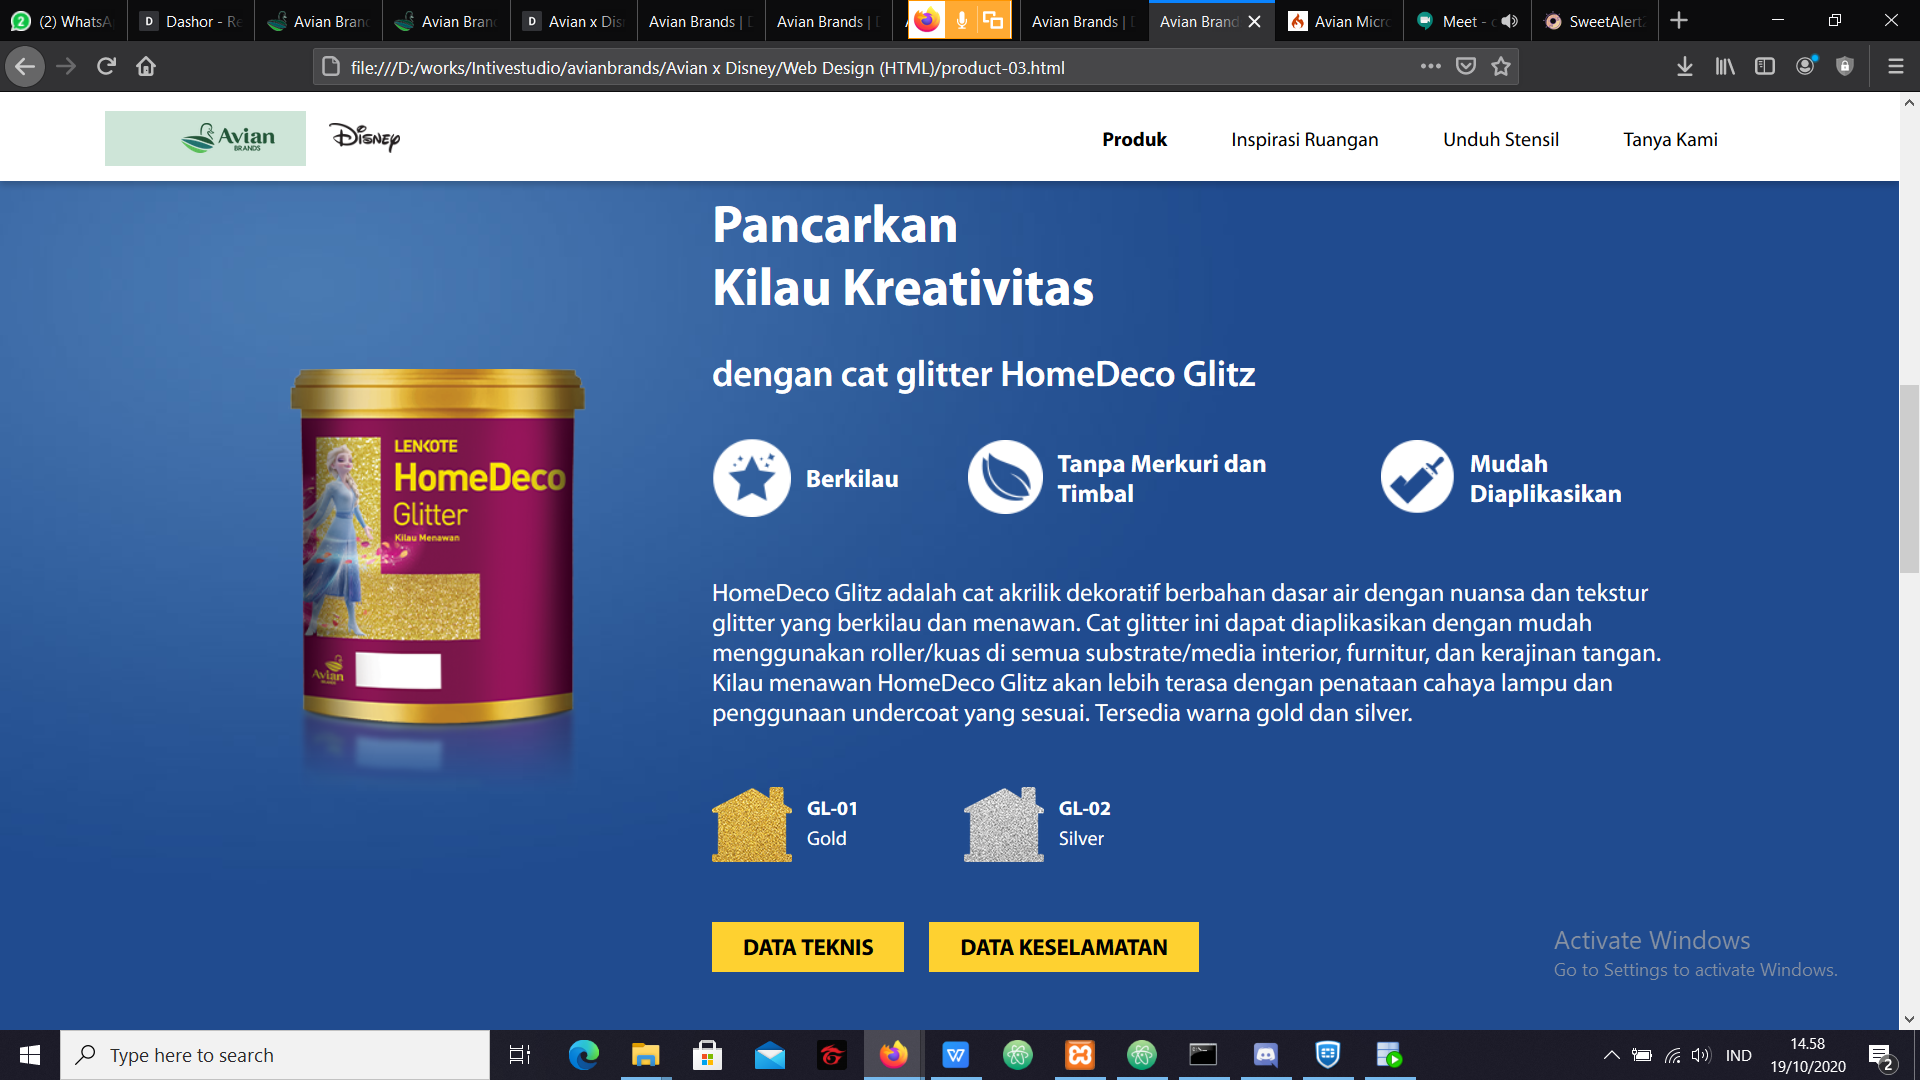 (2) WhatsA
Dashor - Re
Avian Bran
Avian Bran
Avian x Dis
Avian Brands | D
Avian Brands | D
Avian Brands | D
Avian Brand
Avian Micro
Meet - c
SweetAlert2
file:///D:/works/Intivestudio/avianbrands/Avian x Disney/Web Design (HTML)/product-03.html
Avian
BRANDS
Disney
Produk
Inspirasi Ruangan
Unduh Stensil
Tanya Kami
Pancarkan
Kilau Kreativitas
dengan cat glitter HomeDeco Glitz
LENKOTE
HomeDeco
Glitter
Kilau Menawan
Avian
BRANDS
Berkilau
Tanpa Merkuri dan
Timbal
Mudah
Diaplikasikan
HomeDeco Glitz adalah cat akrilik dekoratif berbahan dasar air dengan nuansa dan tekstur
glitter yang berkilau dan menawan. Cat glitter ini dapat diaplikasikan dengan mudah
menggunakan roller/kuas di semua substrate/media interior, furnitur, dan kerajinan tangan.
Kilau menawan HomeDeco Glitz akan lebih terasa dengan penataan cahaya lampu dan
penggunaan undercoat yang sesuai. Tersedia warna gold dan silver.
GL-01
Gold
GL-02
Silver
DATA TEKNIS
DATA KESELAMATAN
Activate Windows
Go to Settings to activate Windows.
Type here to search
IND
14.58
19/10/2020
2